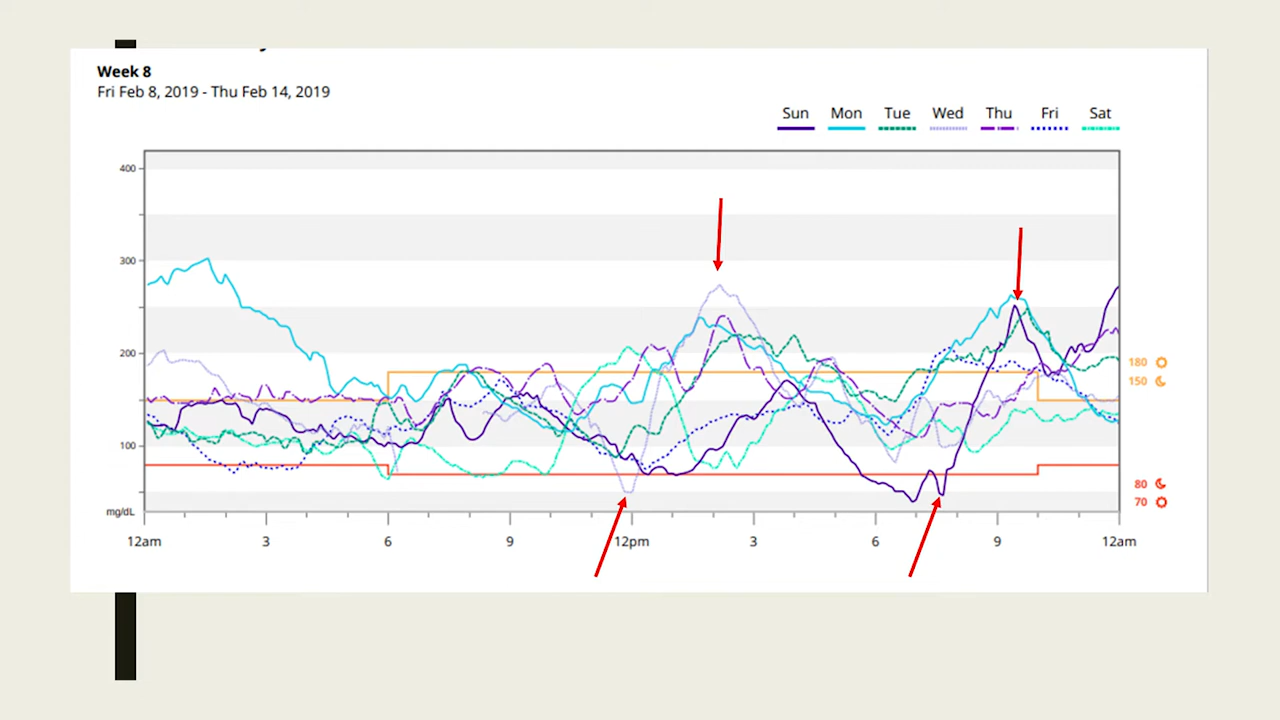 Week 8
Fri Feb 8, 2019 - Thu Feb 14, 2019
Sun Mon Tue Wed Thu Fri Sat
400
300
200
100
mg/dL
180
150
80
70
12am 3 6 9 12pm 3 6 9 12am